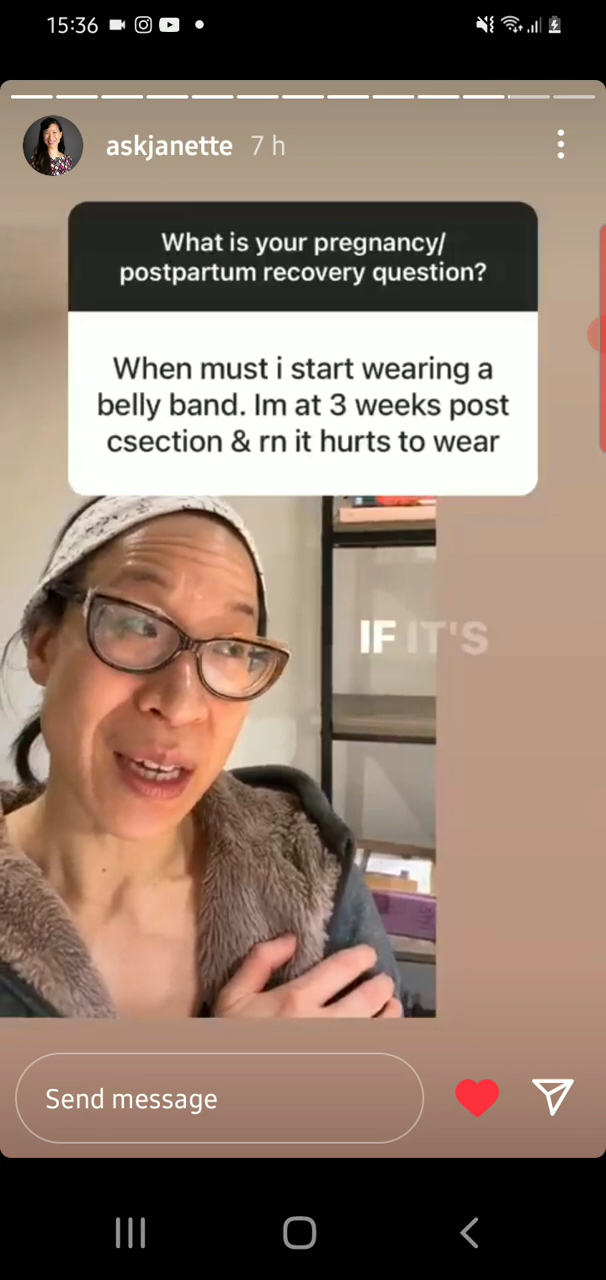 15:36
askjanette 7 h
What is your pregnancy/
postpartum recovery question?
When must i start wearing a
belly band. Im at 3 weeks post
csection & rn it hurts to wear
IF IT'S
Send message